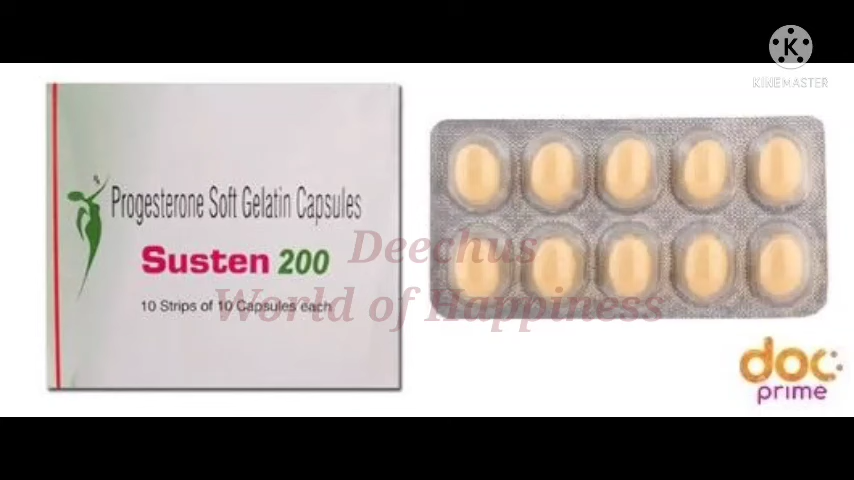 KINEMASTER
Rx
Progesterone Soft Gelatin Capsules
Susten 200
10 Strips of 10 Capsules each
Deechus
World of Happiness
doc
prime